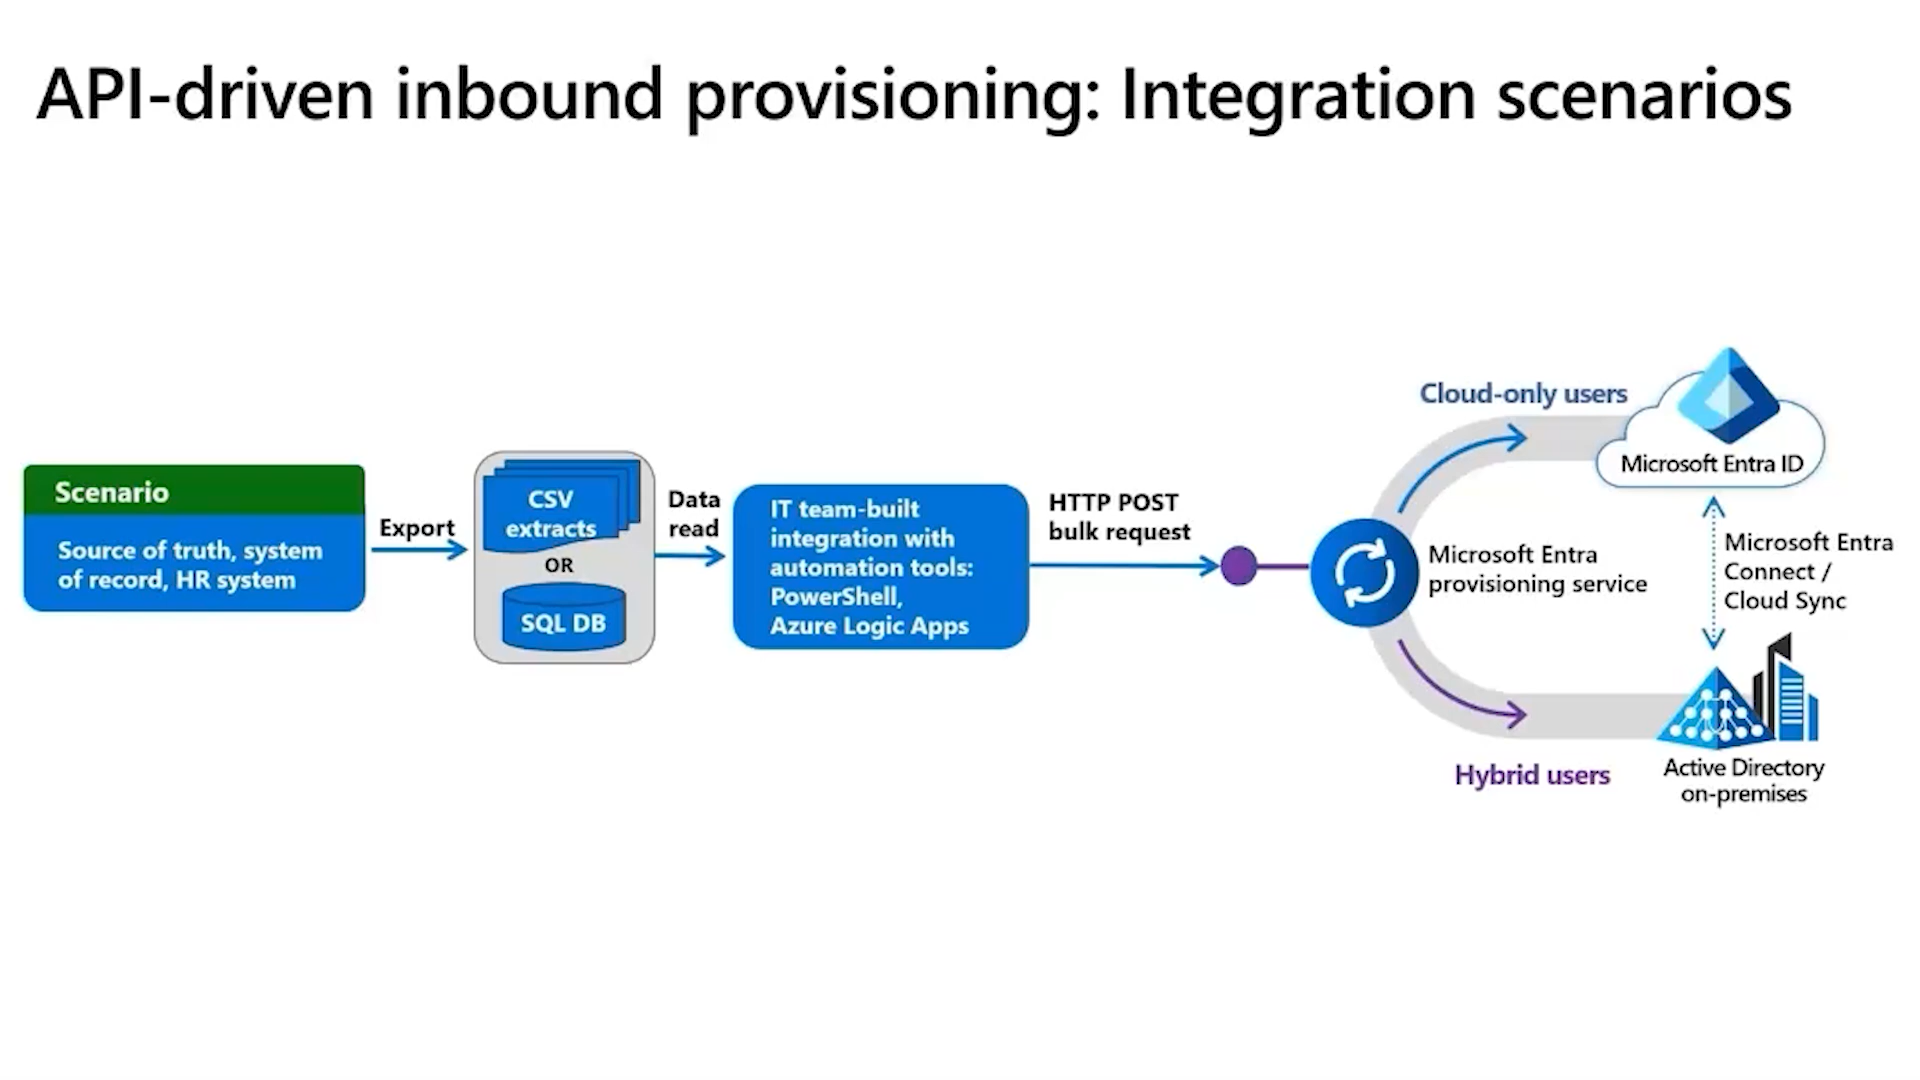 API-driven inbound provisioning: Integration scenarios
Scenario
Source of truth, system
of record, HR system
Export
CSV
extracts
OR
SQL DB
Data
read
IT team-built
integration with
automation tools:
PowerShell,
Azure Logic Apps
HTTP POST
bulk request
Microsoft Entra
provisioning service
Cloud-only users
Microsoft Entra ID
Microsoft Entra
Connect /
Cloud Sync
Hybrid users
Active Directory
on-premises